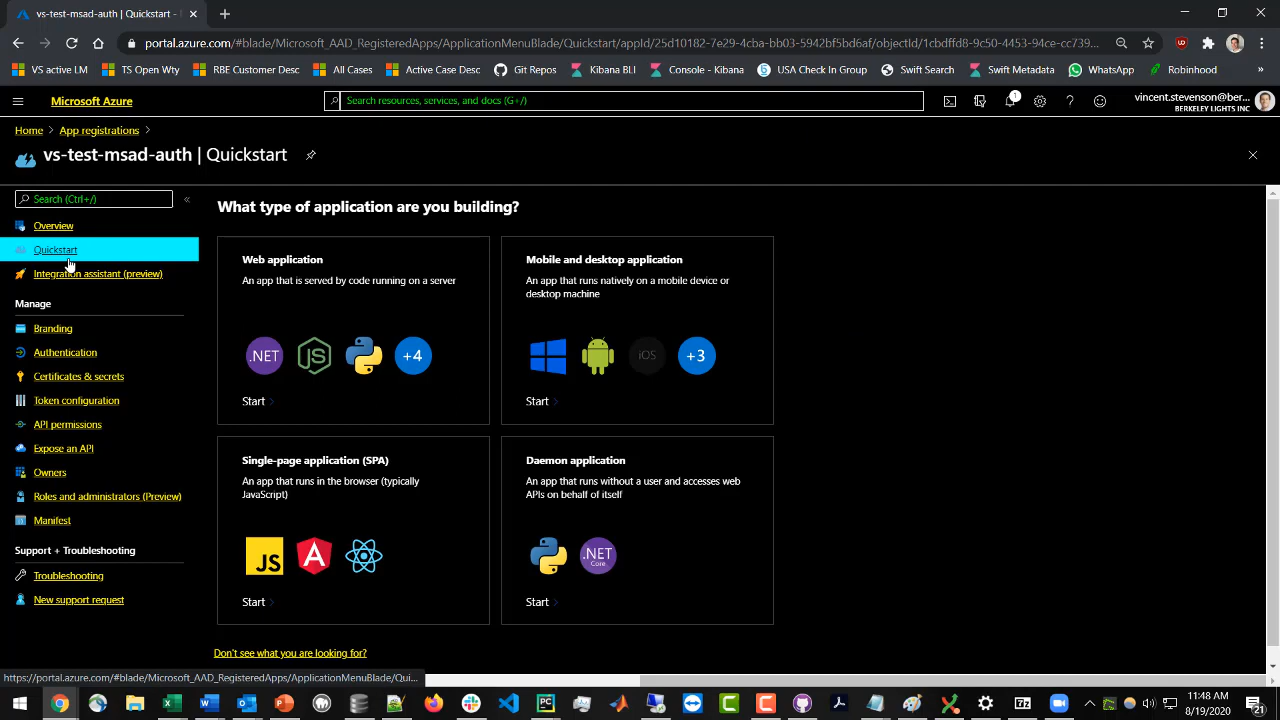 vs-test-msad-auth | Quickstart -
portal.azure.com/#blade/Microsoft_AAD_RegisteredApps/ApplicationMenuBlade/Quickstart/appId/25d10182-7e29-4cba-bb03-5942bf5bd6af/objectId/1cbdffd8-9c50-4453-94ce-cc739...
VS active LM
TS Open Wty
RBE Customer Desc
All Cases
Active Case Desc
Git Repos
Kibana BLI
Console - Kibana
USA Check In Group
Swift Search
Swift Metadata
WhatsApp
Robinhood
»
Microsoft Azure
Search resources, services, and docs (G+/)
1
vincent.stevenson@ber...
BERKELEY LIGHTS INC
Home > App registrations >
vs-test-msad-auth | Quickstart
Search (Ctrl+/)
«
Overview
Quickstart
Integration assistant (preview)
Manage
Branding
Authentication
Certificates & secrets
Token configuration
API permissions
Expose an API
Owners
Roles and administrators (Preview)
Manifest
Support + Troubleshooting
Troubleshooting
New support request
What type of application are you building?
Web application
An app that is served by code running on a server
.NET
JS
+4
Start >
Mobile and desktop application
An app that runs natively on a mobile device or
desktop machine
iOS
+3
Start >
Single-page application (SPA)
An app that runs in the browser (typically
JavaScript)
JS
A
Start >
Daemon application
An app that runs without a user and accesses web
APIs on behalf of itself
.NET
Core
Start >
Don't see what you are looking for?
https://portal.azure.com/#blade/Microsoft_AAD_RegisteredApps/ApplicationMenuBlade/Qui...
11:48 AM
8/19/2020
21